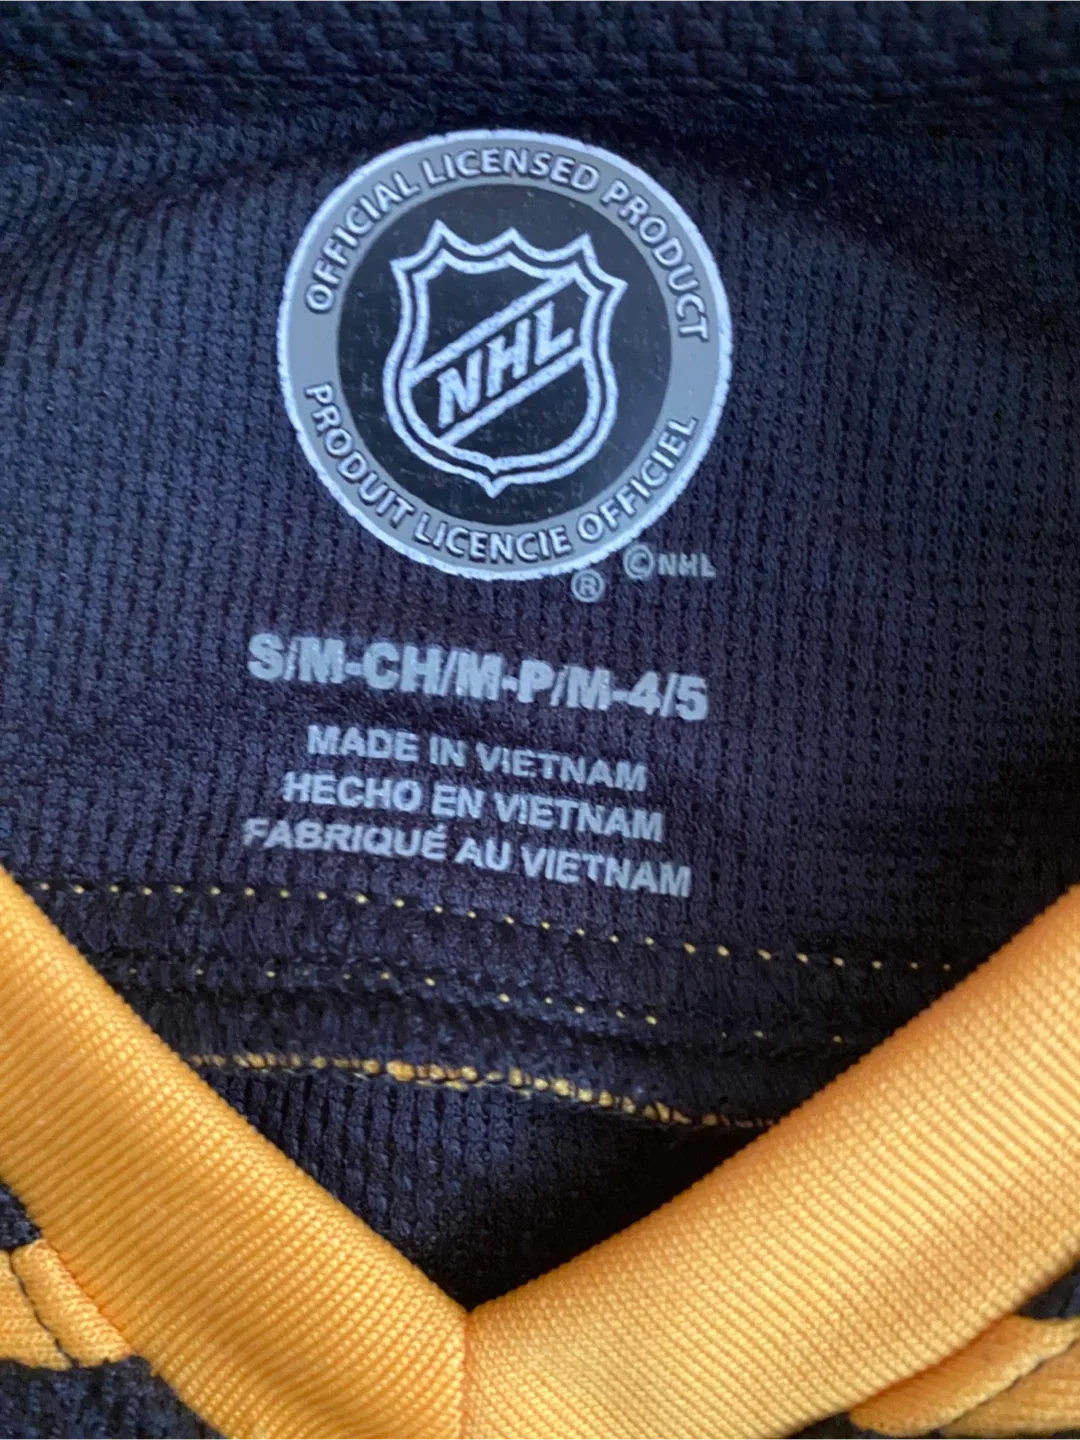 OFFICIAL LICENSED PRODUCT
NHL
PRODUIT LICENCIE OFFICIEL
® ©NHL
S/M-CH/M-P/M-4/5
MADE IN VIETNAM
HECHO EN VIETNAM
FABRIQUÉ AU VIETNAM